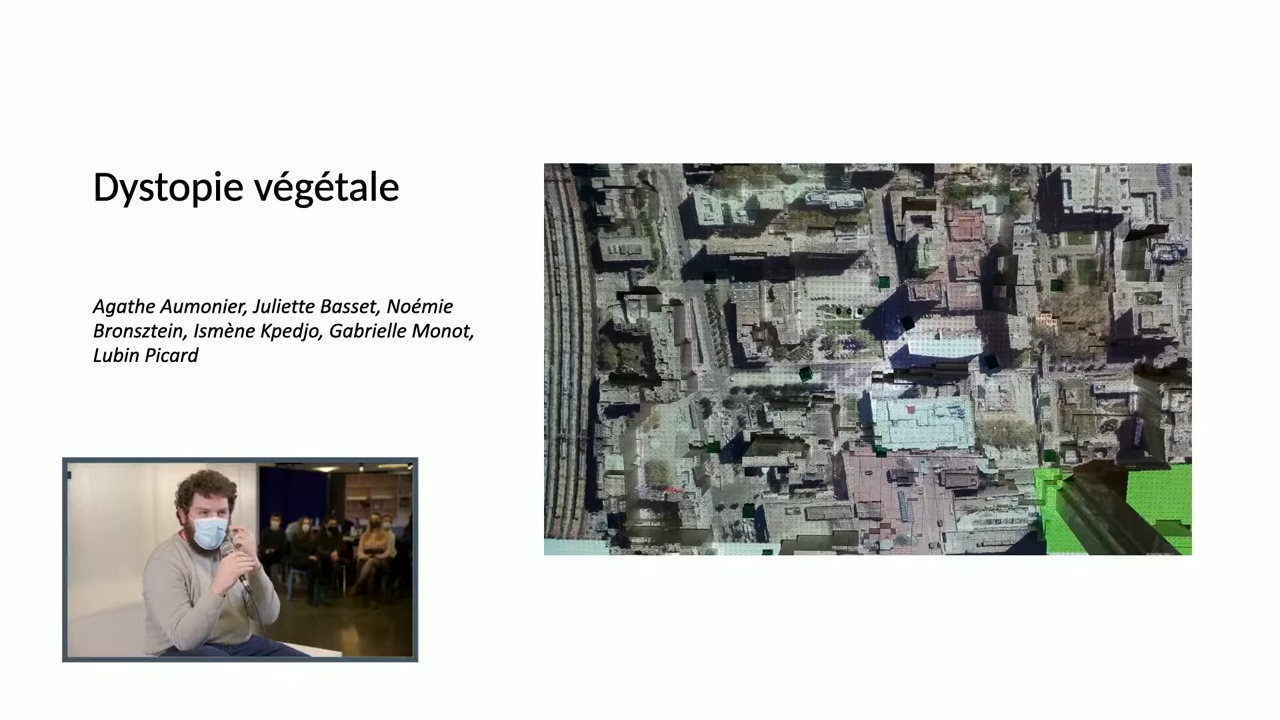 Dystopie végétale
Agathe Aumonier, Juliette Basset, Noémie
Bronsztein, Ismène Kpedjo, Gabrielle Monot,
Lubin Picard